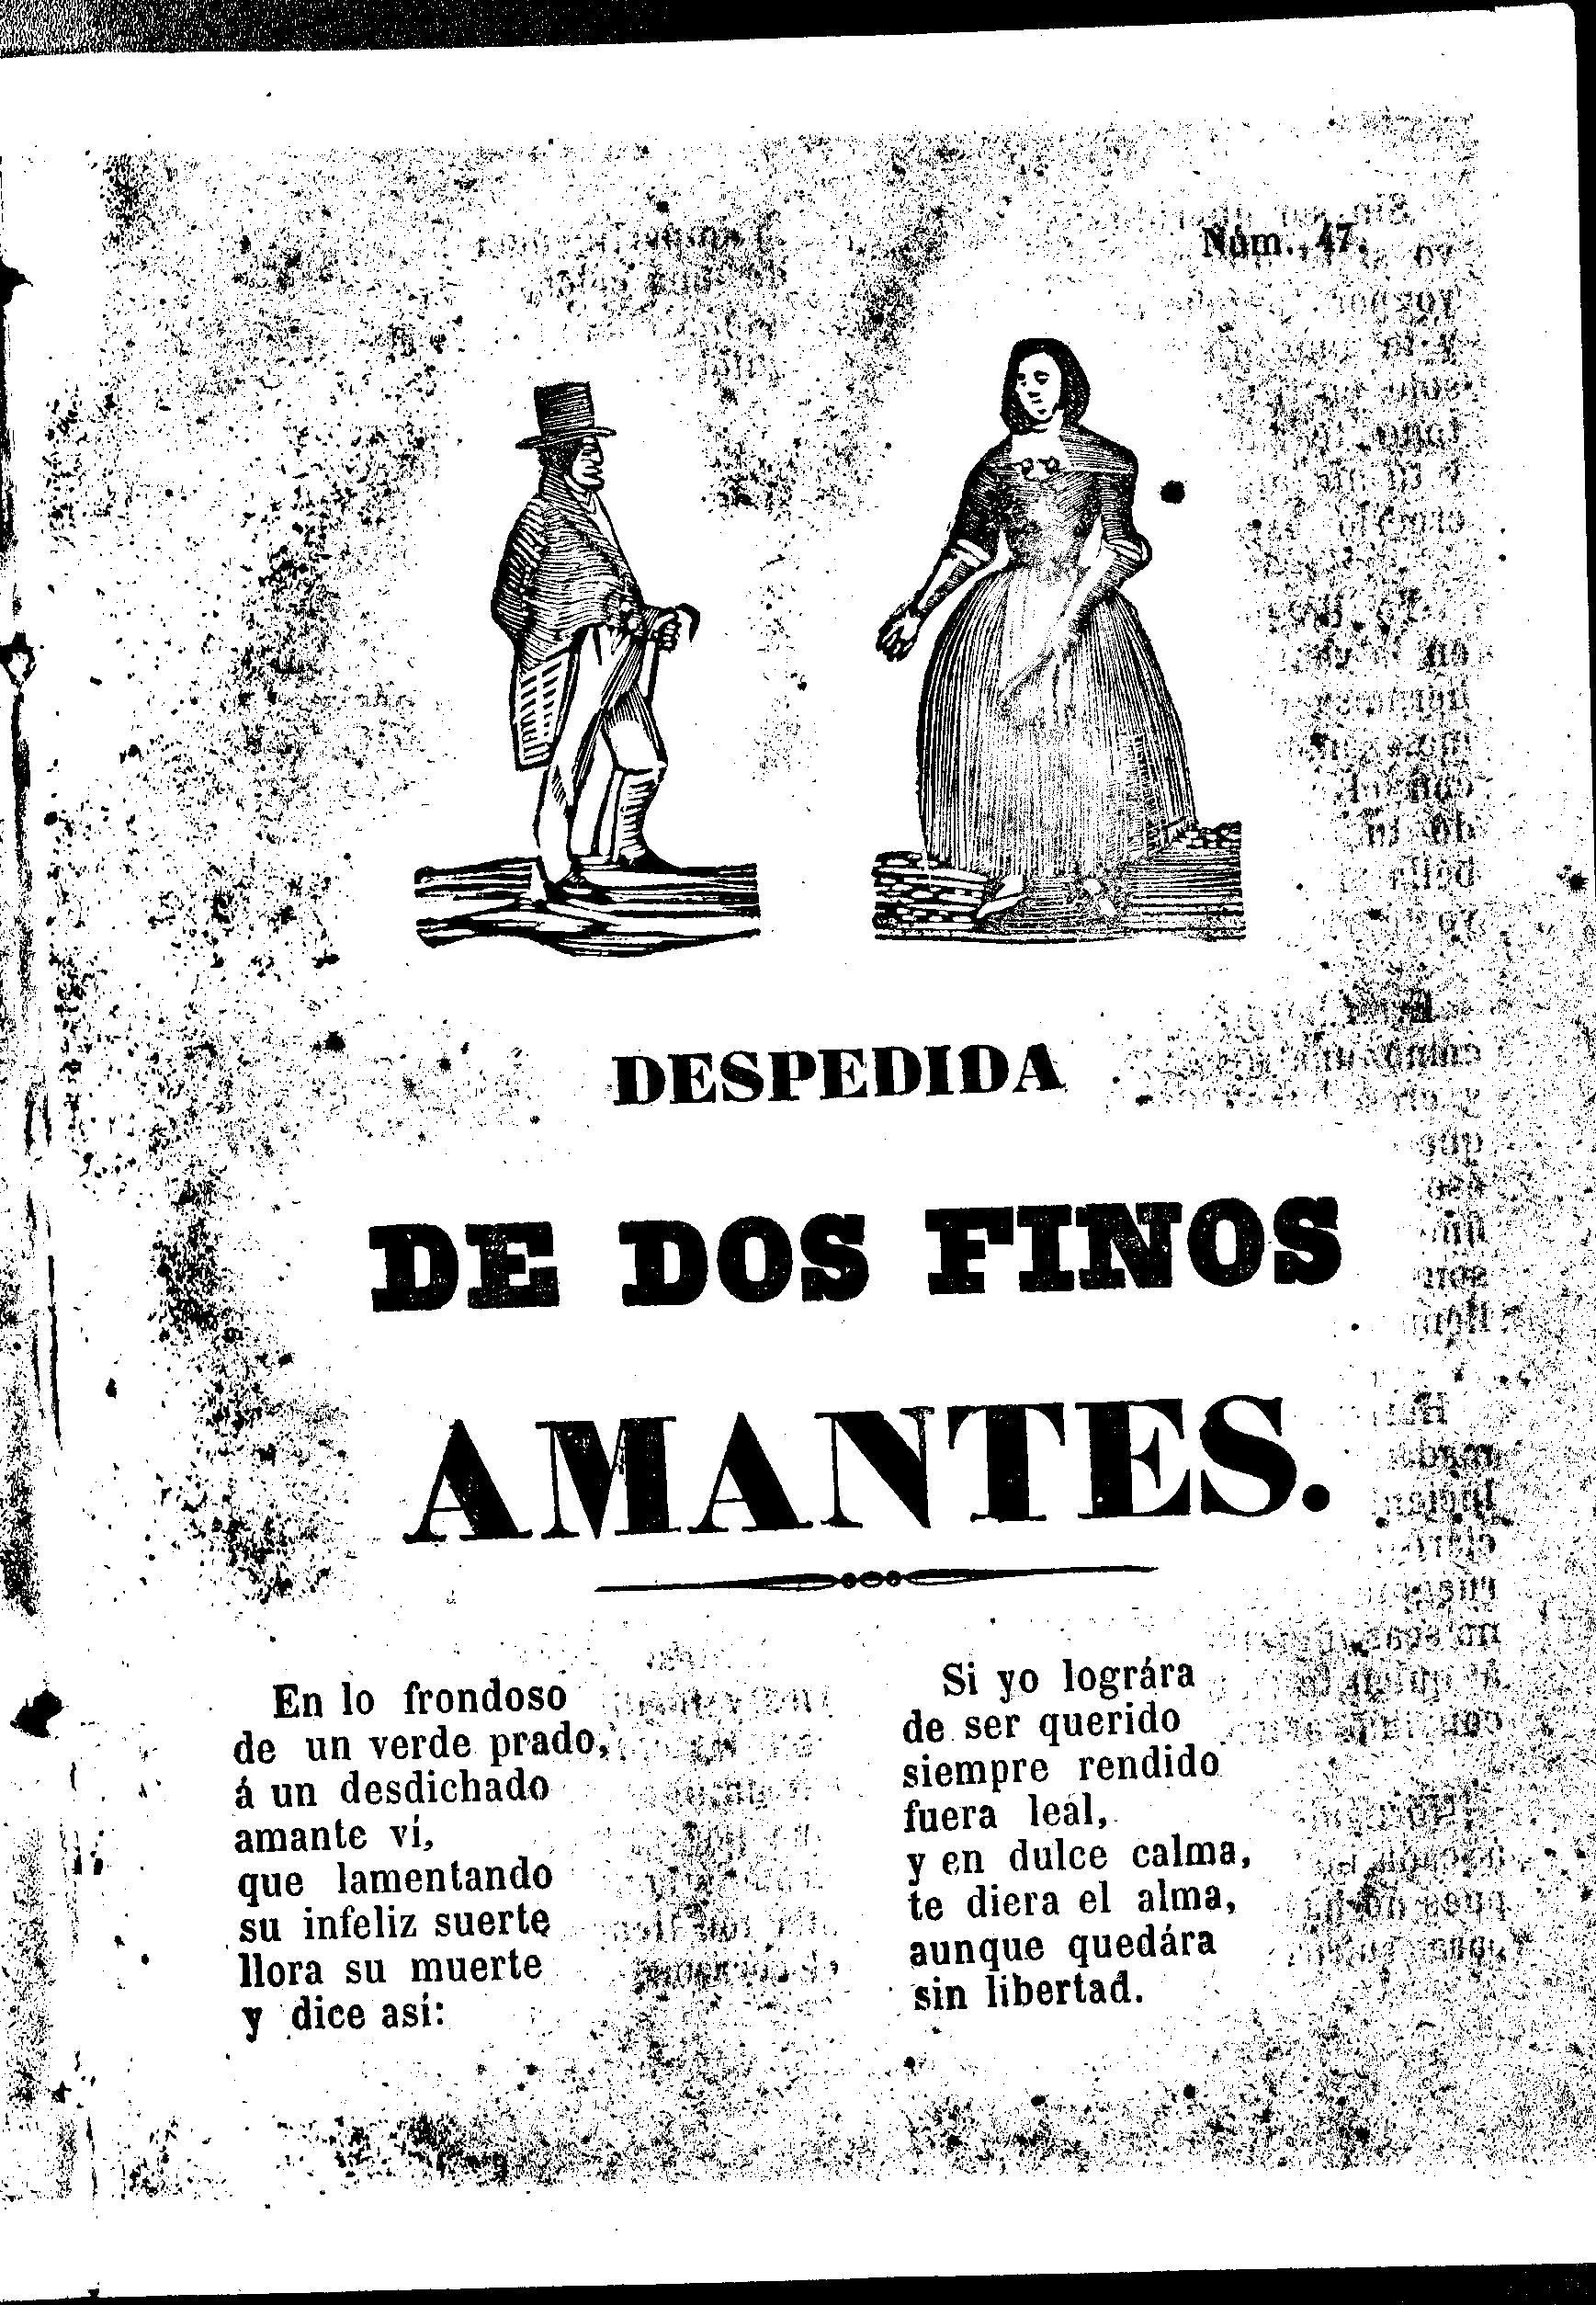 Núm. 47.
DESPEDIDA
DE DOS FINOS
AMANTES.
En lo frondoso
de un verde prado,
á un desdichado
amante ví,
que lamentando
su infeliz suerte
llora su muerte
y dice así:
Si yo lográra
de ser querido
siempre rendido
fuera leal,
y en dulce calma,
te diera el alma,
aunque quedára
sin libertad.